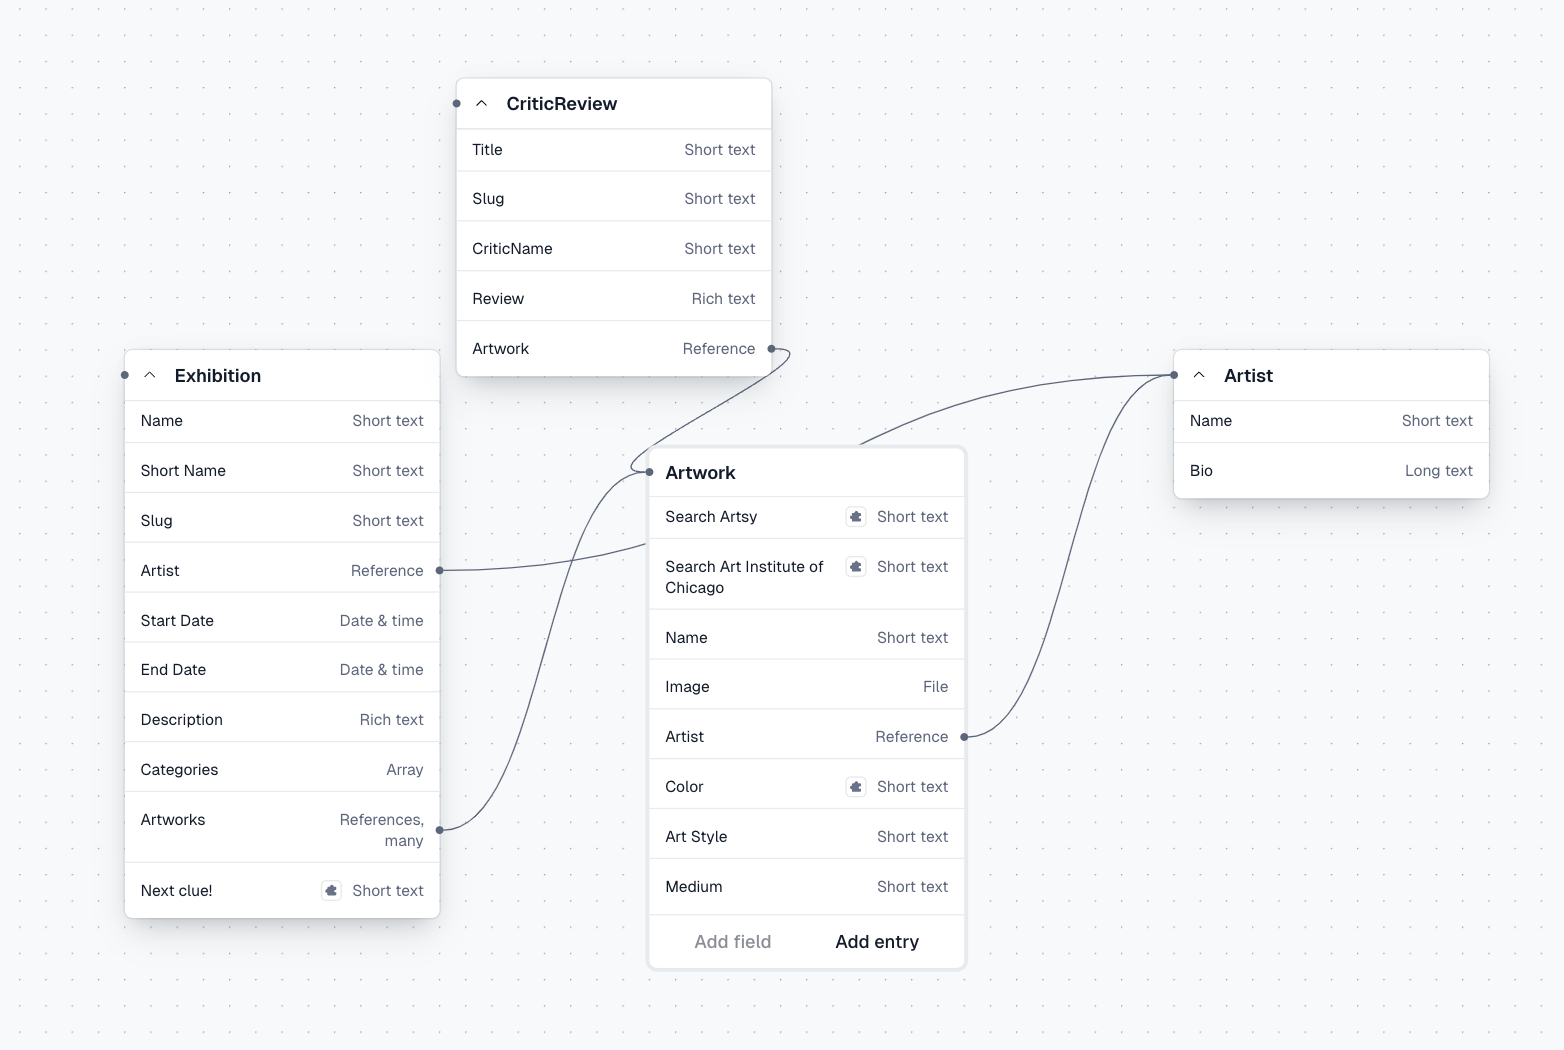 CriticReview
Title Short text
Slug Short text
CriticName Short text
Review Rich text
Artwork Reference
Exhibition
Name Short text
Short Name Short text
Slug Short text
Artist Reference
Start Date Date & time
End Date Date & time
Description Rich text
Categories Array
Artworks References,
many
Next clue! Short text
Artwork
Search Artsy Short text
Search Art Institute of Short text
Chicago
Name Short text
Image File
Artist Reference
Color Short text
Art Style Short text
Medium Short text
Add field Add entry
Artist
Name Short text
Bio Long text